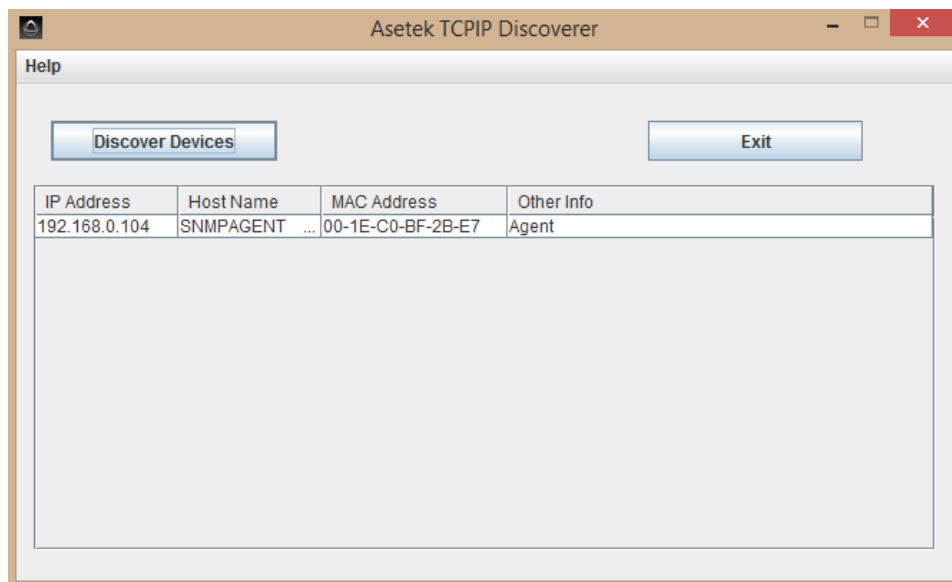 Asetek TCPIP Discoverer
Help
Discover Devices Exit
IP Address Host Name MAC Address Other Info
192.168.0.104 SNMPAGENT ... 00-1E-C0-BF-2B-E7 Agent